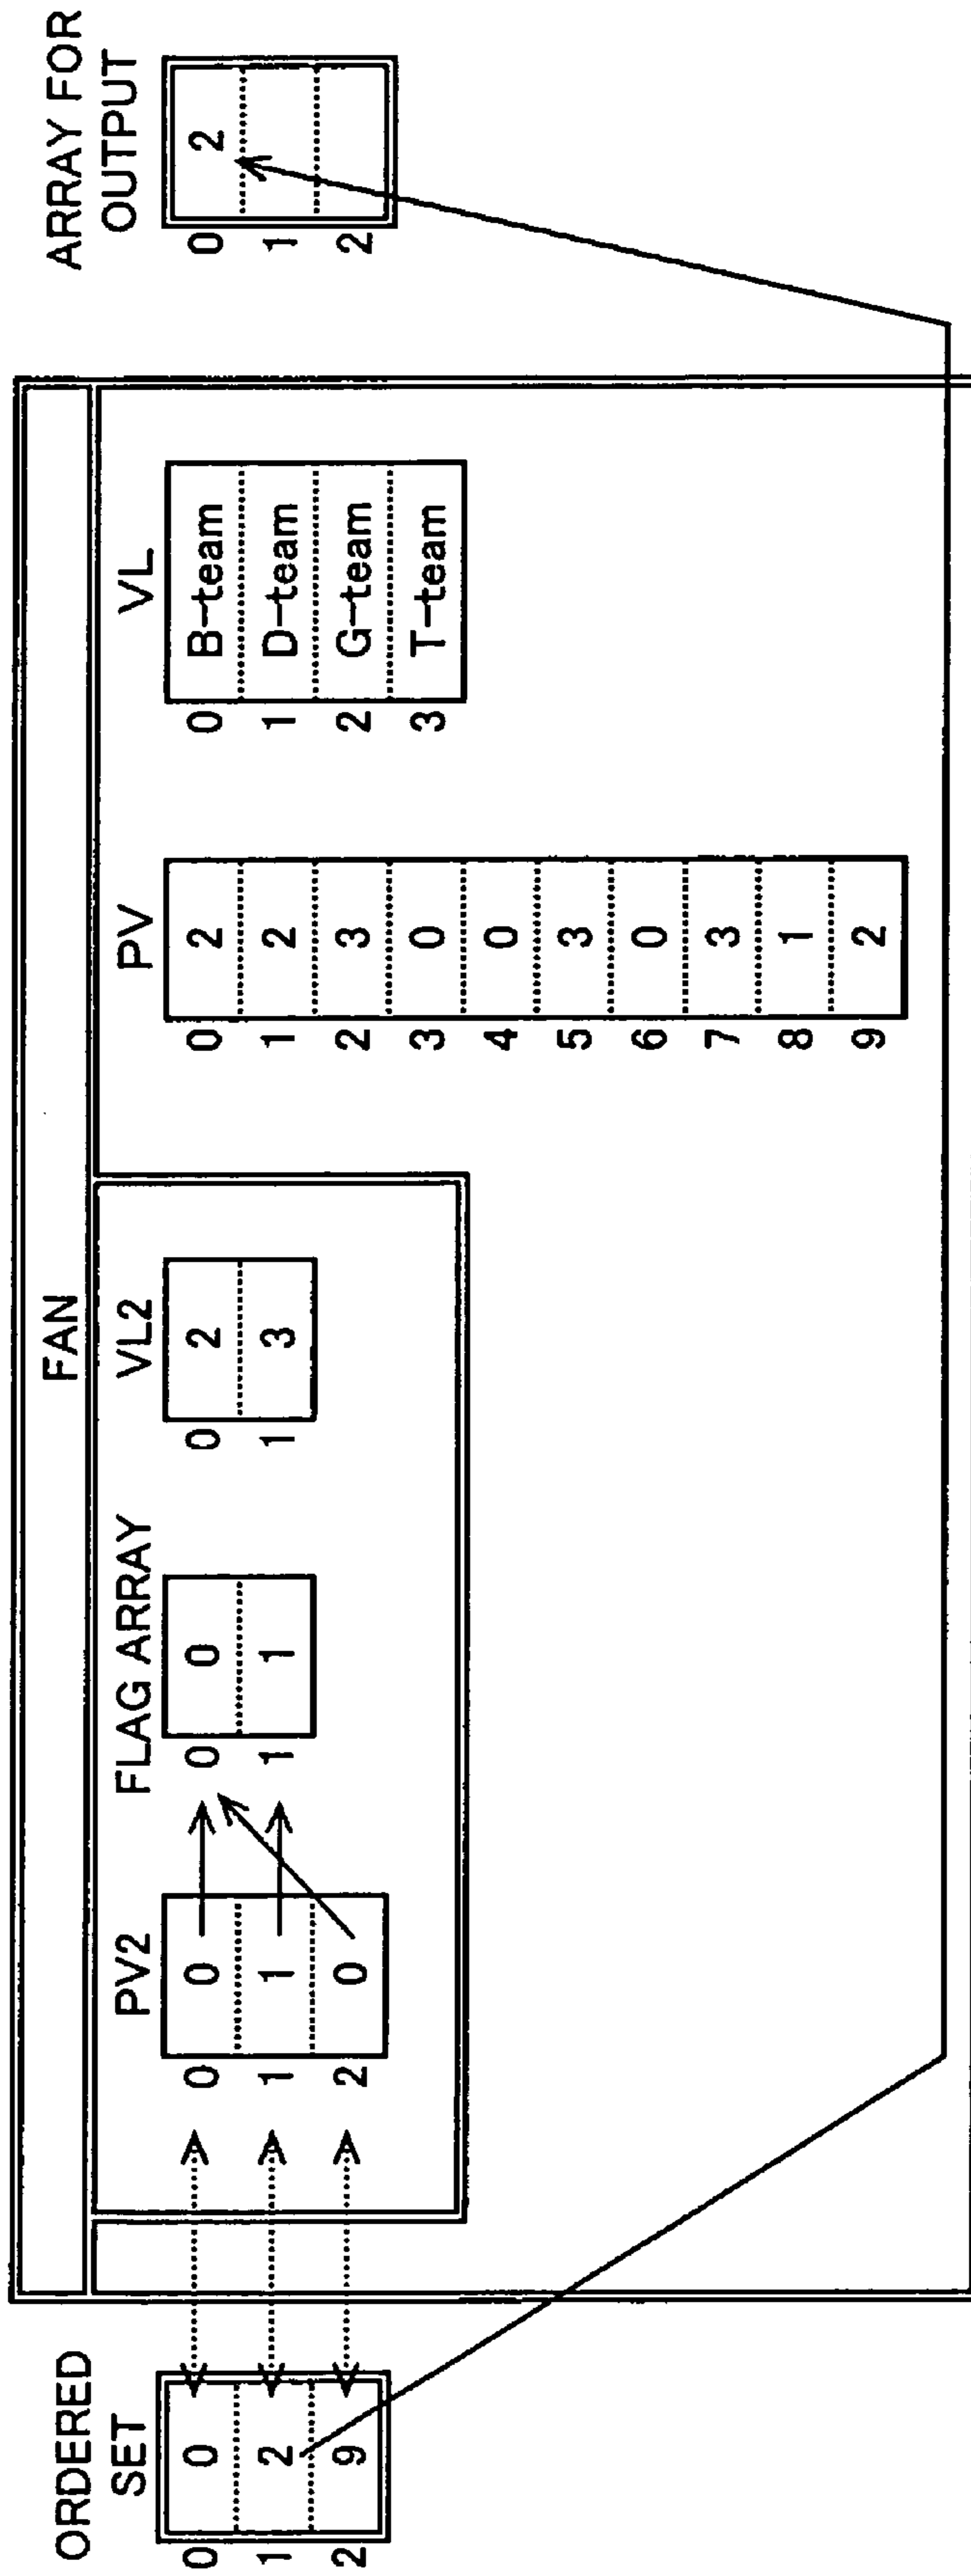 FAN
ORDERED
SET
0 0
1 2
2 9
PV2
0 0
1 1
2 0
FLAG ARRAY
0 0
1 1
VL2
0 2
1 3
PV
0 2
1 2
2 3
3 0
4 0
5 3
6 0
7 3
8 1
9 2
VL
0 B-team
1 D-team
2 G-team
3 T-team
ARRAY FOR
OUTPUT
0 2
1
2